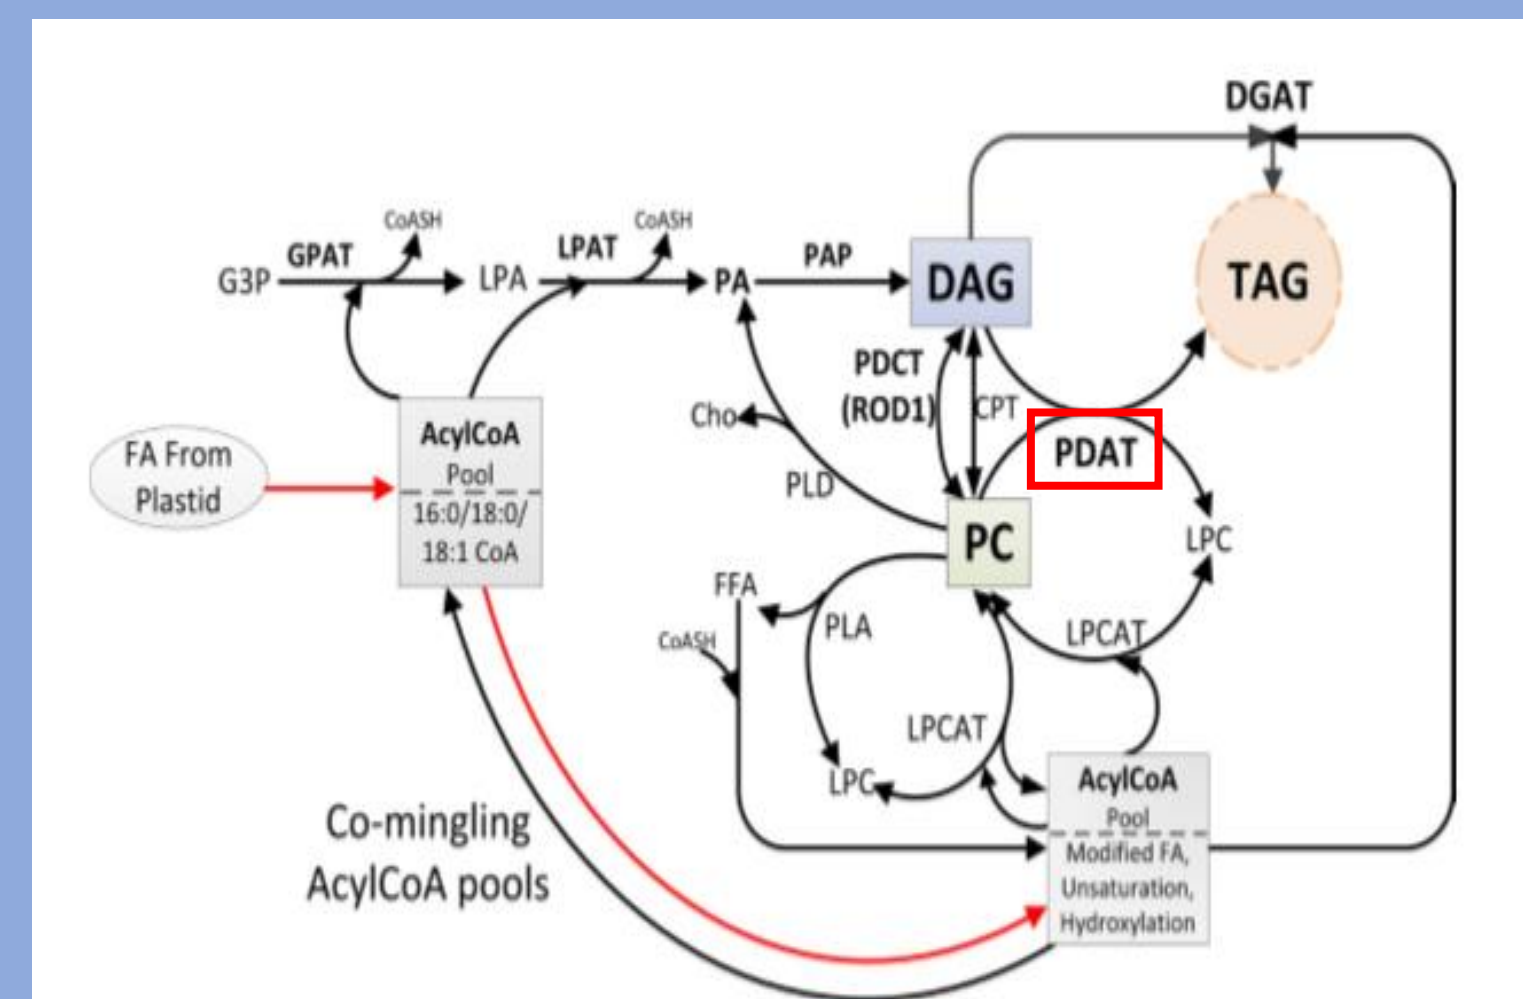 DGAT
CoASH
CoASH
GPAT
LPAT
PAP
G3P
LPA
PA
DAG
TAG
PDCT
(ROD1)
CPT
Cho
PDAT
AcylCoA
Pool
16:0/18:0/
18:1 CoA
FA From
Plastid
PLD
PC
LPC
FFA
CoASH
PLA
LPCAT
LPCAT
LPC
AcylCoA
Pool
Modified FA,
Unsaturation,
Hydroxylation
Co-mingling
AcylCoA pools